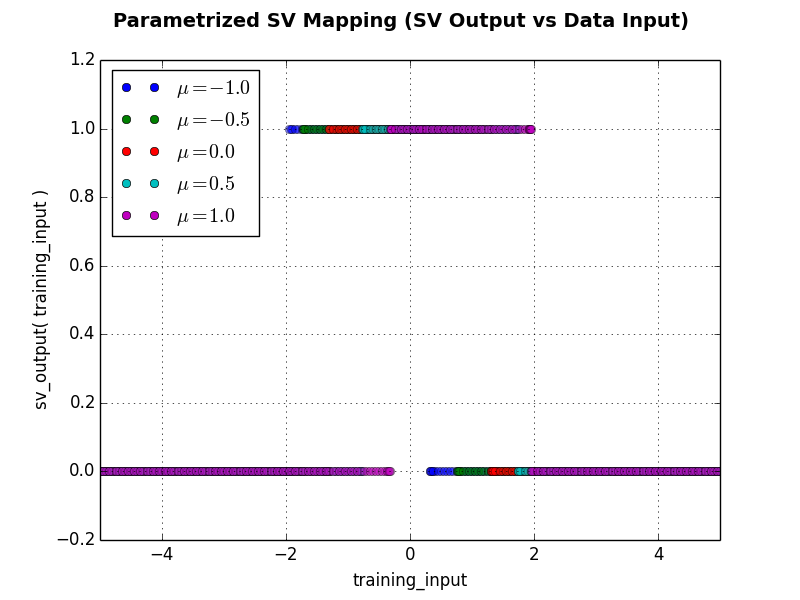 Parametrized SV Mapping (SV Output vs Data Input)
1.2
1.0
0.8
0.6
0.4
0.2
0.0
−0.2
sv_output( training_input )
μ=−1.0
μ=−0.5
μ=0.0
μ=0.5
μ=1.0
−4
−2
0
2
4
training_input